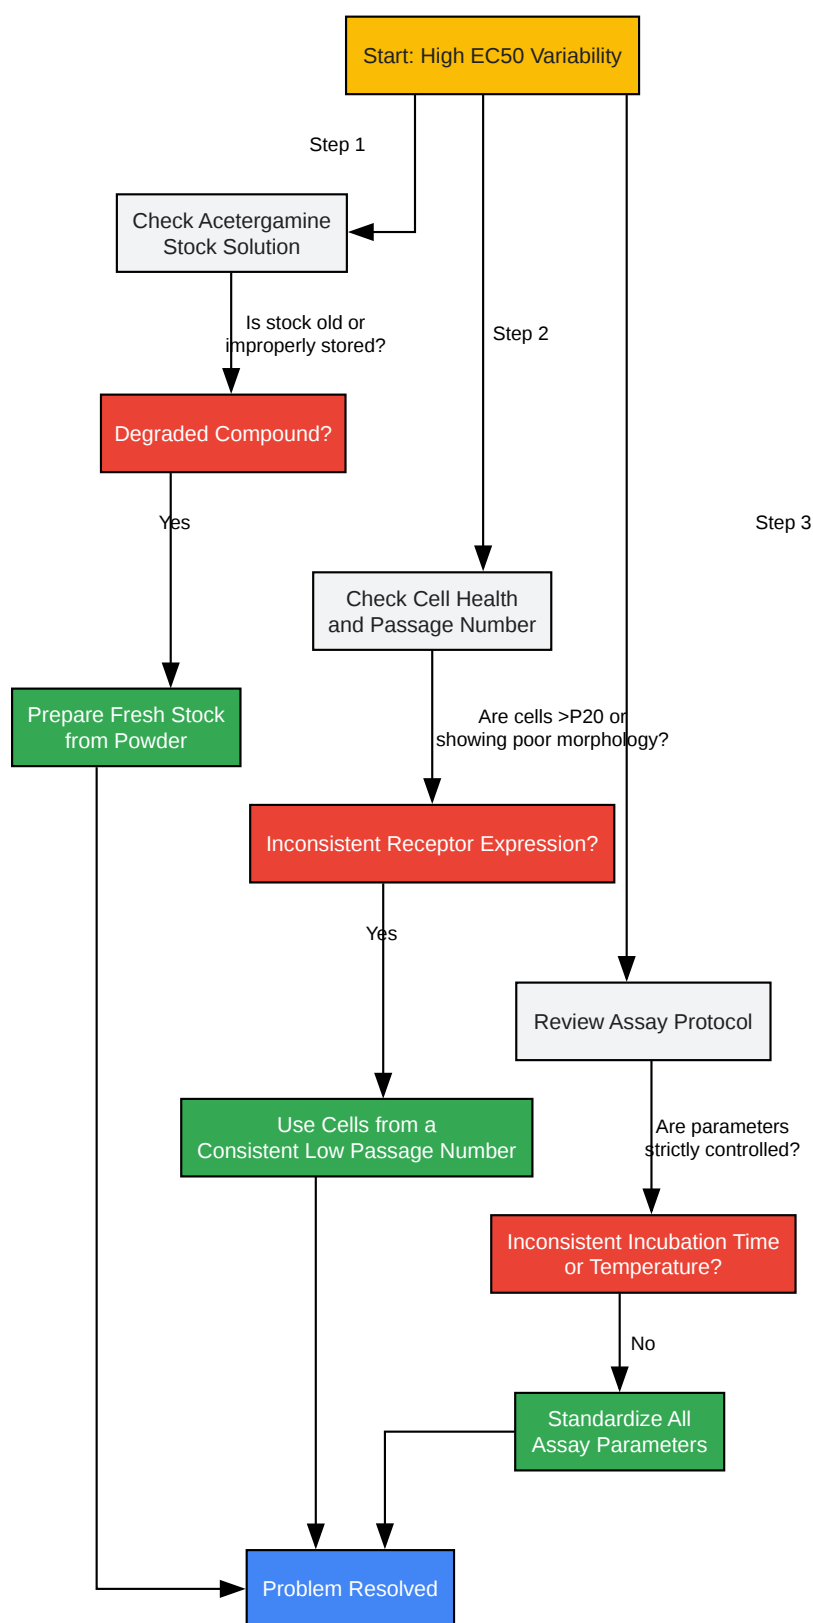 Start: High EC50 Variability
Step 1
Check Acetergamine
Stock Solution
Is stock old or
improperly stored?
Step 2
Degraded Compound?
Yes
Step 3
Check Cell Health
and Passage Number
Prepare Fresh Stock
from Powder
Are cells >P20 or
showing poor morphology?
Inconsistent Receptor Expression?
Yes
Review Assay Protocol
Use Cells from a
Consistent Low Passage Number
Are parameters
strictly controlled?
Inconsistent Incubation Time
or Temperature?
No
Standardize All
Assay Parameters
Problem Resolved